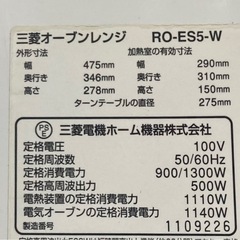 三菱オーブンレンジ RO-ES5-W
外形寸法 加熱室の有効寸法
幅 475mm 幅 290mm
奥行き 346mm 奥行き 310mm
高さ 278mm 高さ 150mm
ターンテーブルの直径 275mm
PSE 三菱電機ホーム機器株式会社
定格電圧 100V
定格周波数 50/60Hz
定格消費電力 900/1300W
定格高周波出力 500W
電熱装置の定格消費電力 1110W
電気オーブンの定格消費電力 1140W
製造番号 1109226